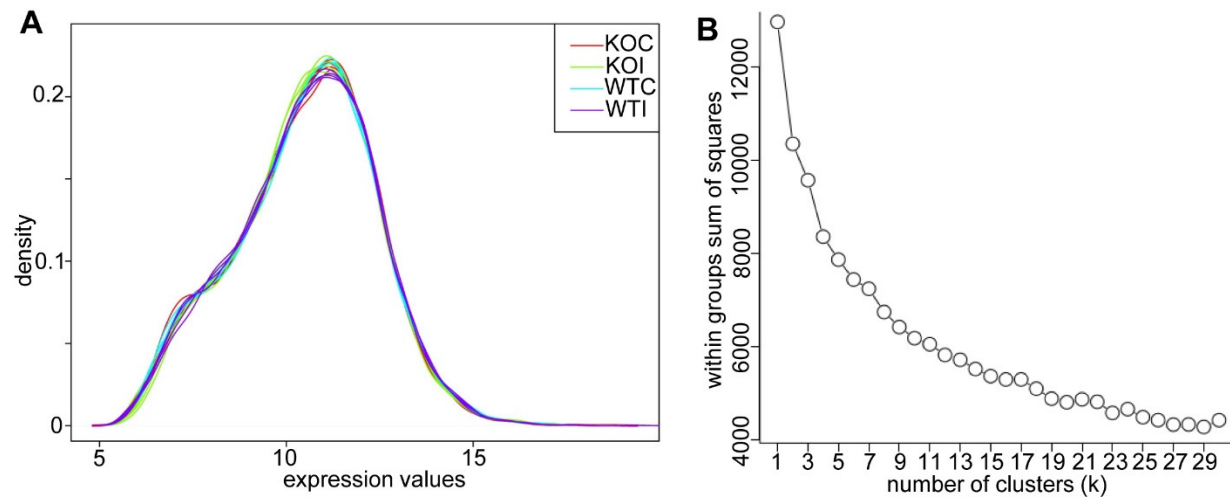 A
KOC
KOI
WTC
WTI
0.2
0.1
0
density
5 10 15
expression values
B
12000
10000
8000
6000
4000
within groups sum of squares
1 3 5 7 9 11 13 15 17 19 21 23 25 27 29
number of clusters (k)